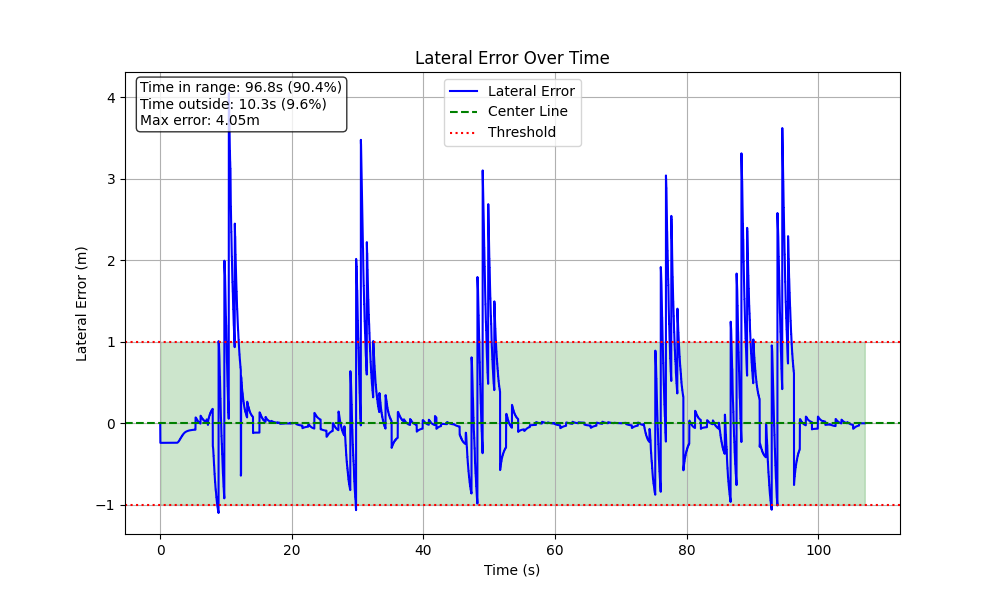 Lateral Error Over Time
Time in range: 96.8s (90.4%)
Time outside: 10.3s (9.6%)
Max error: 4.05m
Lateral Error
Center Line
Threshold
Lateral Error (m)
4
3
2
1
0
−1
0
20
40
60
80
100
Time (s)